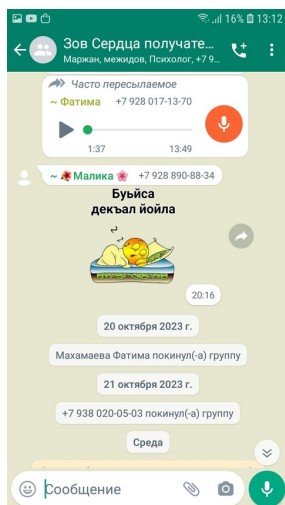 16% 13:12
Зов Сердца получате...
Маржан, межидов, Психолог, +7 9...
Часто пересылаемое
~ Фатима +7 928 017-13-70
1:37 13:49
~ Малика +7 928 890-88-34
Буьйса
декъал йойла
20:16
20 октября 2023 г.
Махамаева Фатима покинул(-а) группу
21 октября 2023 г.
+7 938 020-05-03 покинул(-а) группу
Среда
Сообщение